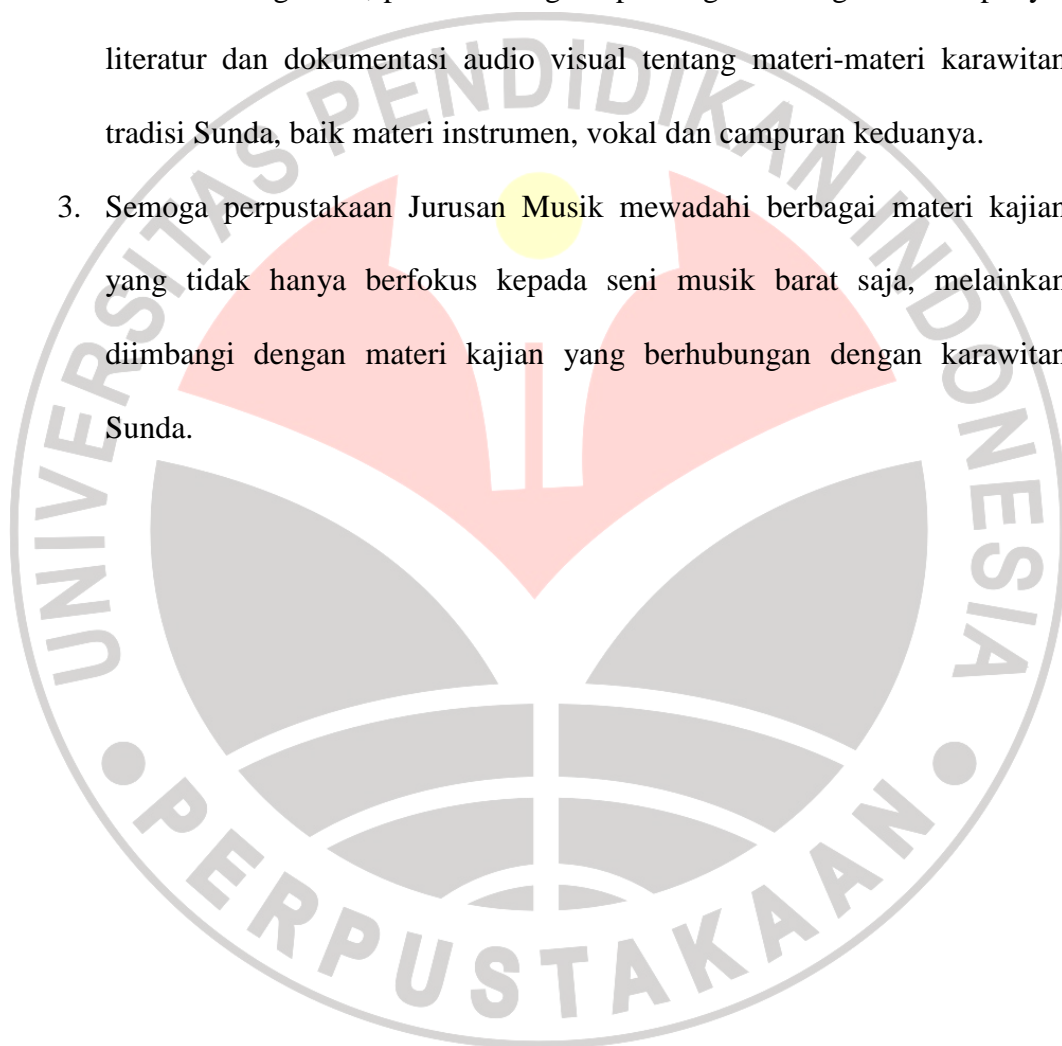 literatur dan dokumentasi audio visual tentang materi-materi karawitan
tradisi Sunda, baik materi instrumen, vokal dan campuran keduanya.
3. Semoga perpustakaan Jurusan Musik mewadahi berbagai materi kajian
yang tidak hanya berfokus kepada seni musik barat saja, melainkan
diimbangi dengan materi kajian yang berhubungan dengan karawitan
Sunda.
UNIVERSITAS PENDIDIKAN INDONESIA
PERPUSTAKAAN